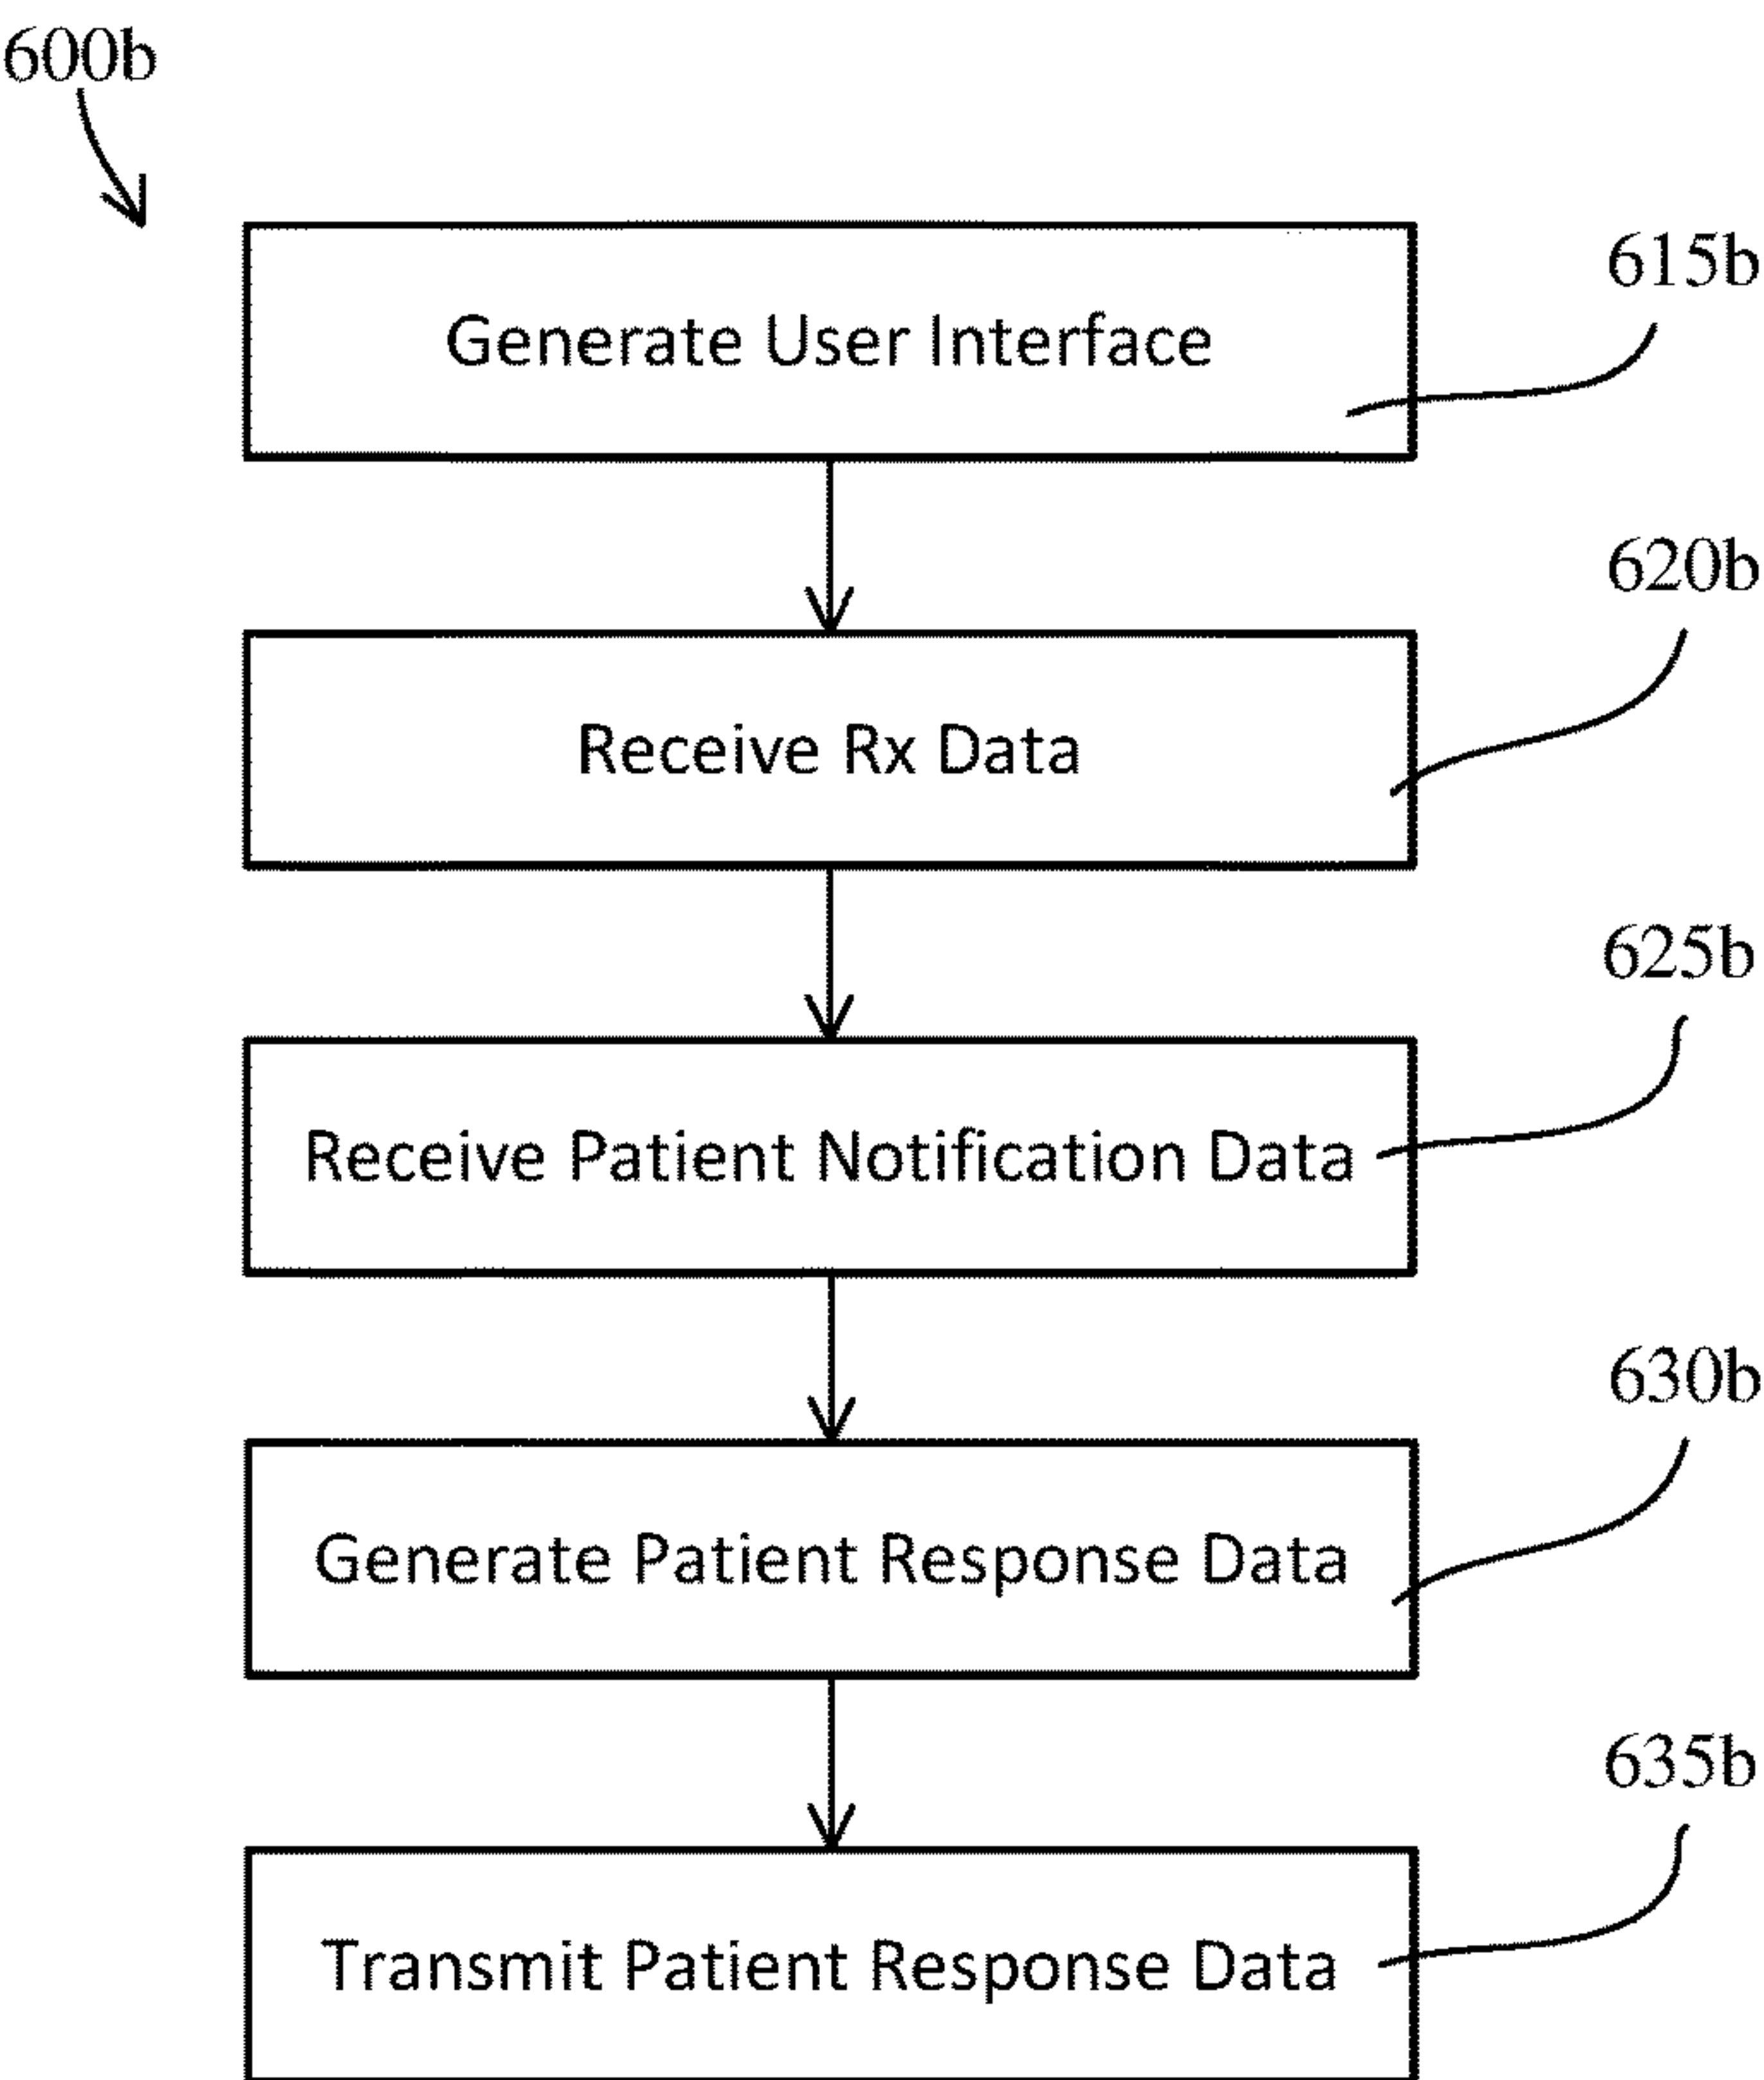 600b
615b
Generate User Interface
620b
Receive Rx Data
625b
Receive Patient Notification Data
630b
Generate Patient Response Data
635b
Transmit Patient Response Data